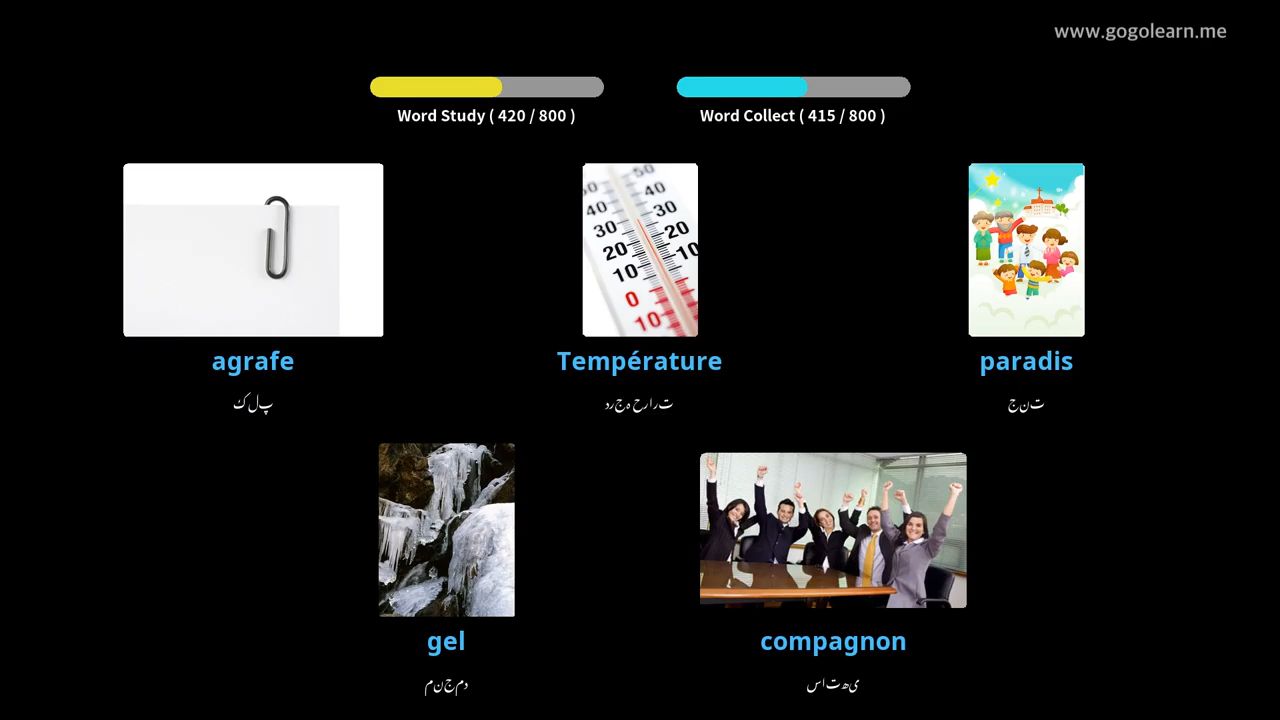 www.gogolearn.me
Word Study ( 420 / 800 )
Word Collect ( 415 / 800 )
agrafe
Température
paradis
کلپ
درجہ حرارت
جنت
gel
compagnon
منجمد
ساتھی